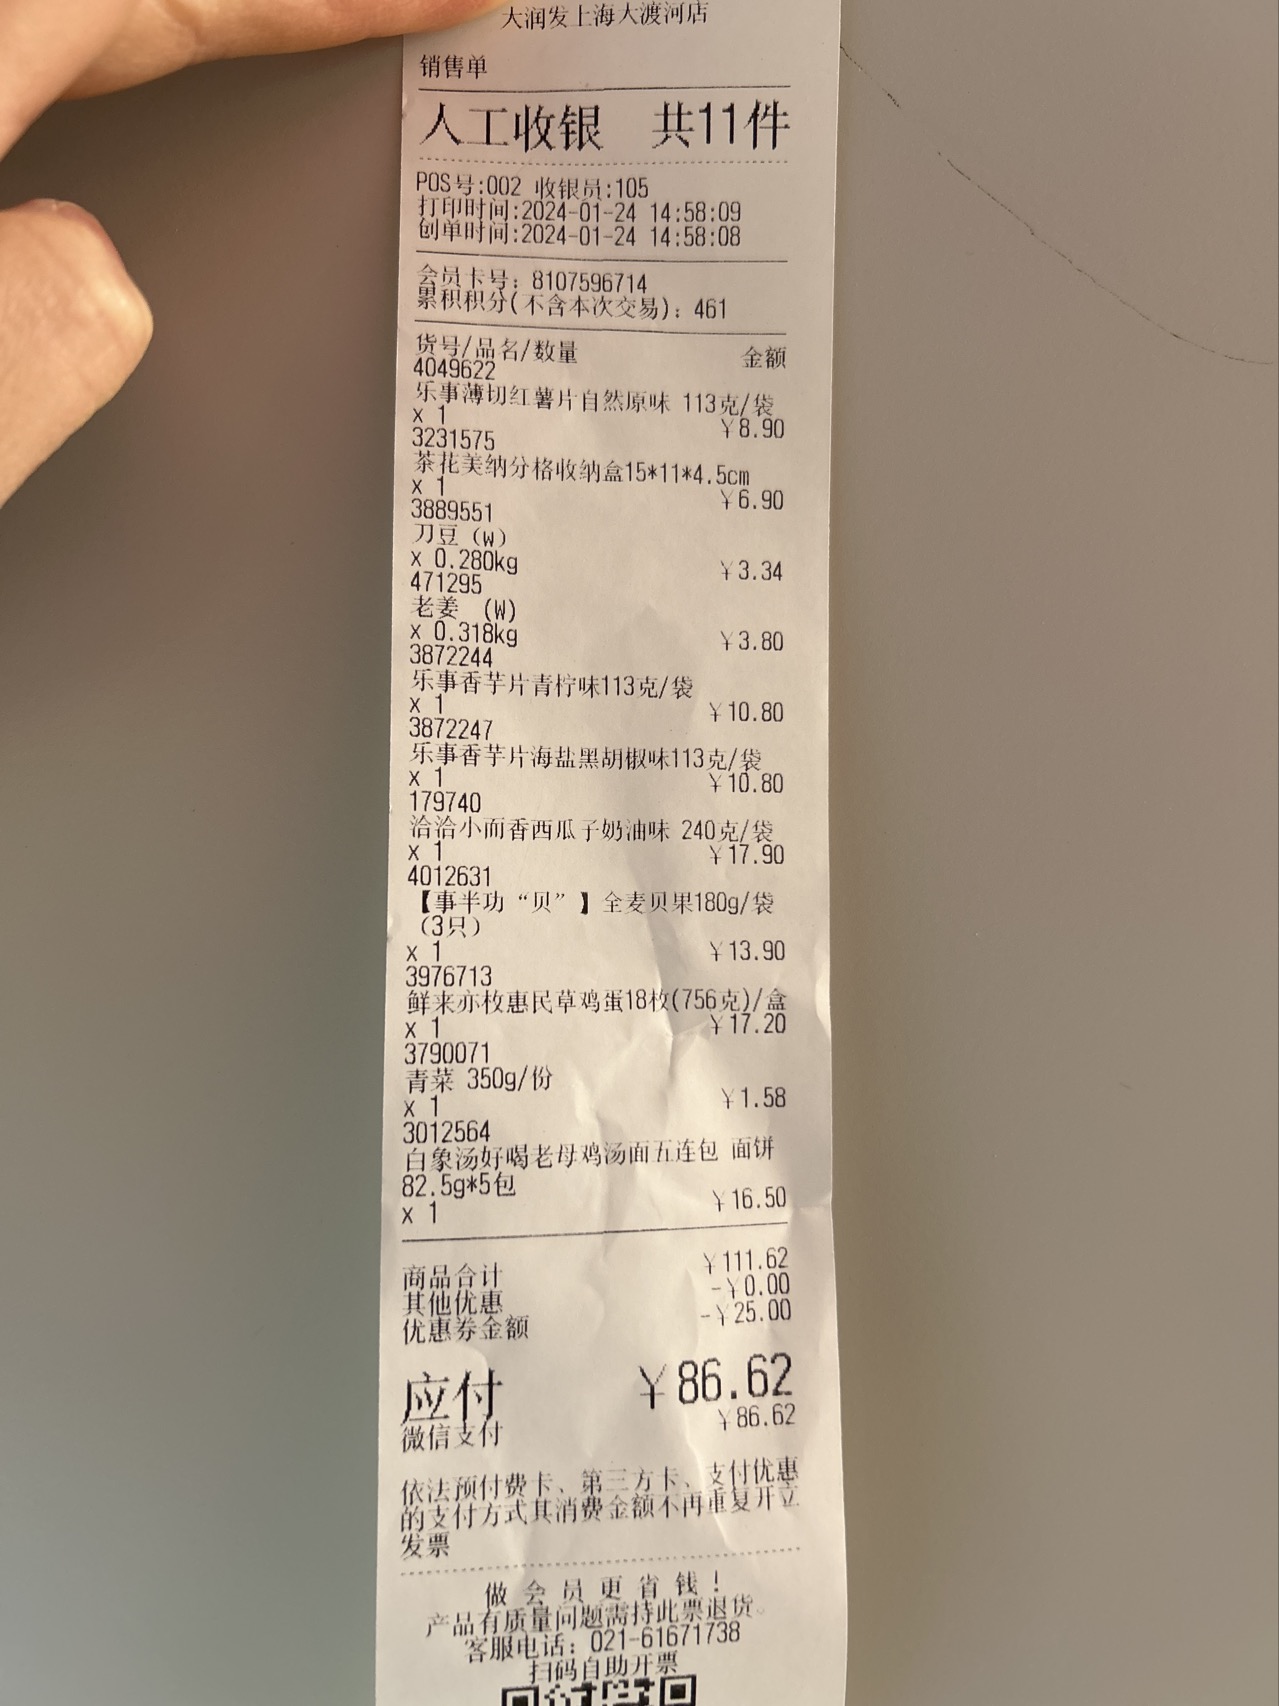 大润发上海大渡河店
销售单
人工收银 共11件
POS号:002 收银员:105
打印时间:2024-01-24 14:58:09
创单时间:2024-01-24 14:58:08
会员卡号: 8107596714
累积积分(不含本次交易): 461
货号/品名/数量 金额
4049622
乐事薄切红薯片自然原味 113克/袋
x 1 ￥8.90
3231575
茶花美纳分格收纳盒15*11*4.5cm
x 1 ￥6.90
3889551
刀豆（W）
x 0.280kg ￥3.34
471295
老姜 (W)
x 0.318kg ￥3.80
3872244
乐事香芋片青柠味113克/袋
x 1 ￥10.80
3872247
乐事香芋片海盐黑胡椒味113克/袋
x 1 ￥10.80
179740
洽洽小而香西瓜子奶油味 240克/袋
x 1 ￥17.90
4012631
【事半功“贝”】全麦贝果180g/袋
（3只）
x 1 ￥13.90
3976713
鲜来亦枚惠民草鸡蛋18枚(756克)/盒
x 1 ￥17.20
3790071
青菜 350g/份
x 1 ￥1.58
3012564
白象汤好喝老母鸡汤面五连包 面饼
82.5g*5包
x 1 ￥16.50
商品合计 ￥111.62
其他优惠 -￥0.00
优惠券金额 -￥25.00
应付 ￥86.62
微信支付 ￥86.62
依法预付费卡、第三方卡、支付优惠
的支付方式其消费金额不再重复开立
发票
做会员更省钱！
产品有质量问题需持此票退货。
客服电话: 021-61671738
扫码自助开票